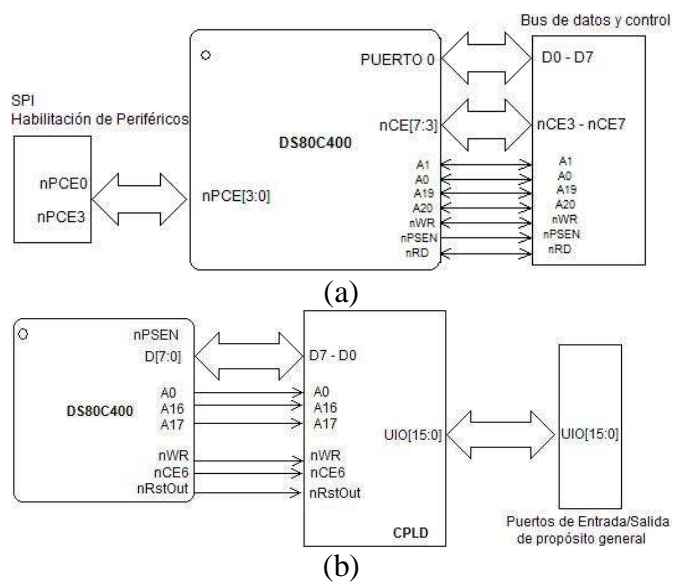 Bus de datos y control
PUERTO 0
D0 - D7
SPI
Habilitación de Periféricos
nCE[7:3]
nCE3 - nCE7
DS80C400
nPCE0
nPCE3
nPCE[3:0]
A1
A0
A19
A20
nWR
nPSEN
nRD
A1
A0
A19
A20
nWR
nPSEN
nRD
(a)
nPSEN
D[7:0]
D7 - D0
DS80C400
A0
A16
A17
nWR
nCE6
nRstOut
A0
A16
A17
nWR
nCE6
nRstOut
UIO[15:0]
UIO[15:0]
CPLD
Puertos de Entrada/Salida
de propósito general
(b)